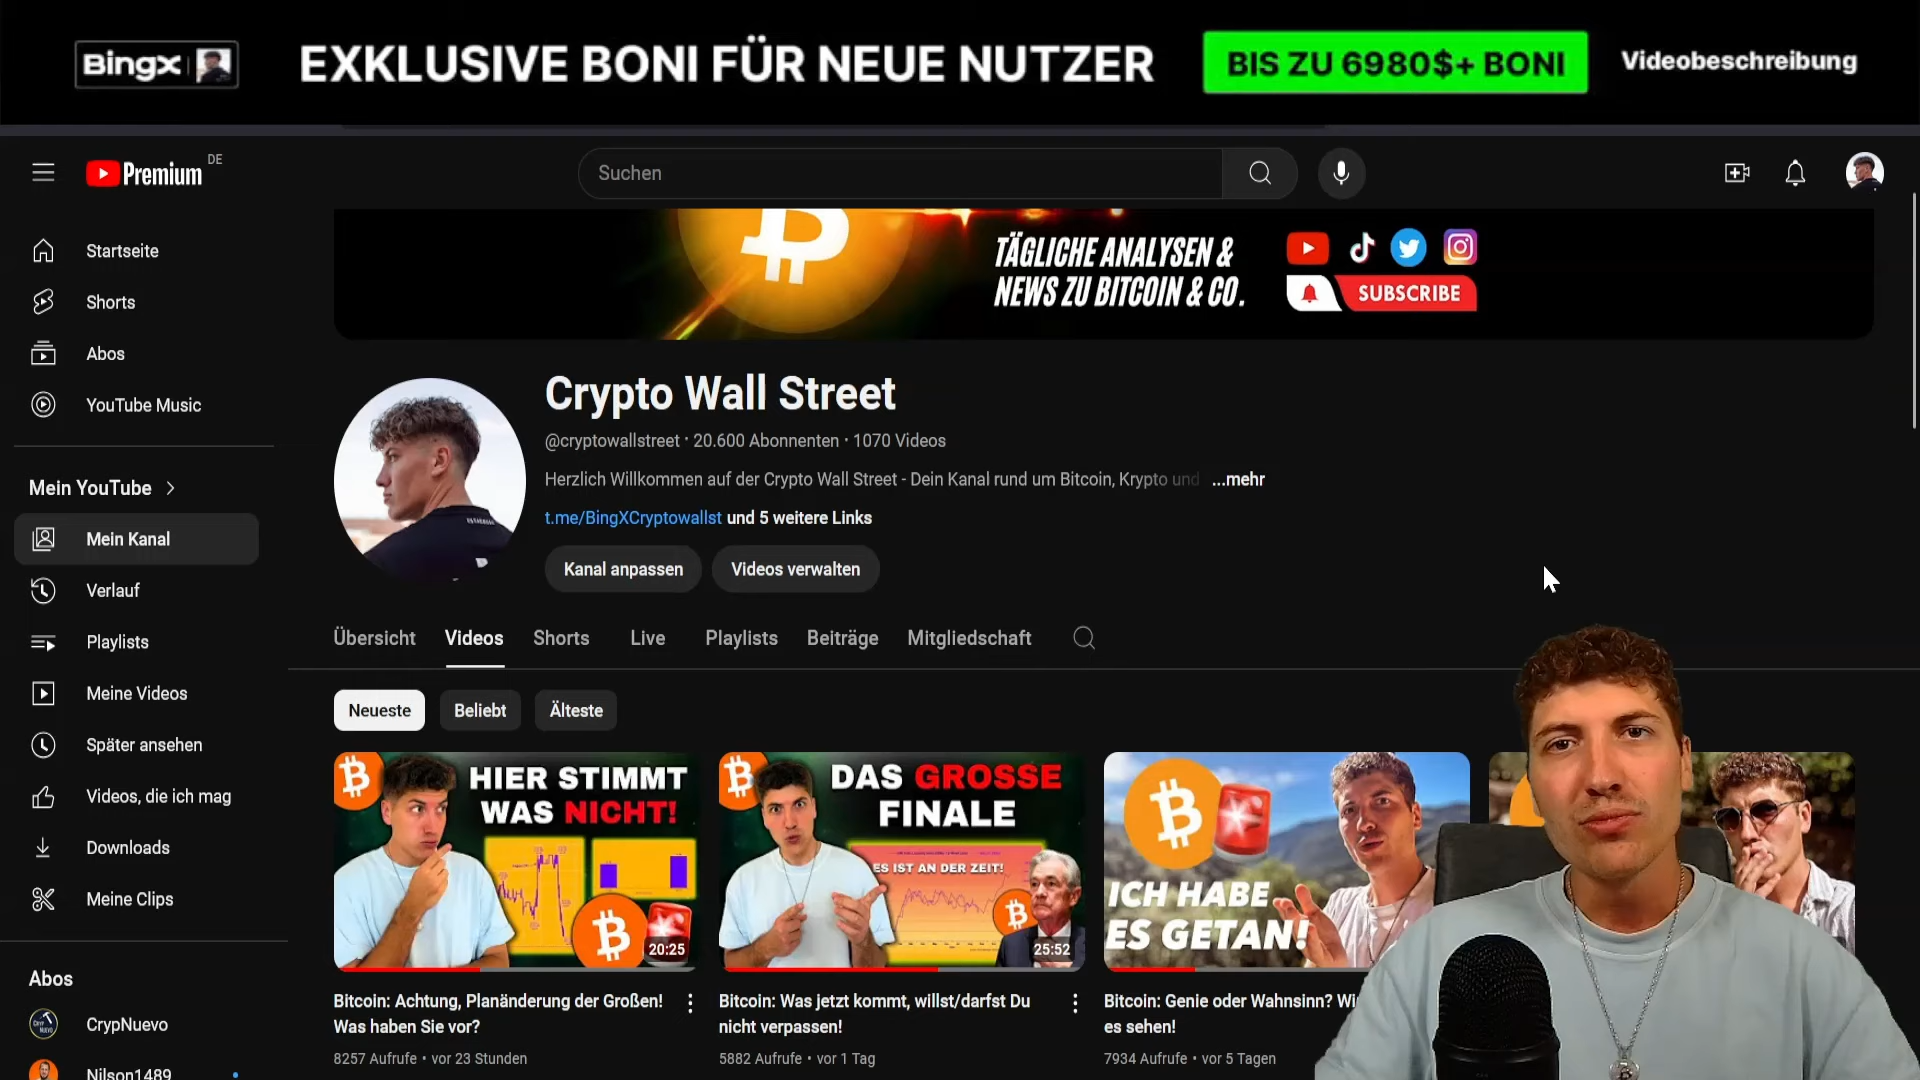 Bingx
EXKLUSIVE BONI FÜR NEUE NUTZER
BIS ZU 6980$+ BONI
Videobeschreibung
Premium
DE
Suchen
Startseite
Shorts
Abos
YouTube Music
Mein YouTube
Mein Kanal
Verlauf
Playlists
Meine Videos
Später ansehen
Videos, die ich mag
Downloads
Meine Clips
Abos
CrypNuevo
Nilson1489
TÄGLICHE ANALYSEN &
NEWS ZU BITCOIN & CO.
SUBSCRIBE
Crypto Wall Street
@cryptowallstreet · 20.600 Abonnenten · 1070 Videos
Herzlich Willkommen auf der Crypto Wall Street - Dein Kanal rund um Bitcoin, Krypto und ...mehr
t.me/BingXCryptowallst und 5 weitere Links
Kanal anpassen
Videos verwalten
Übersicht
Videos
Shorts
Live
Playlists
Beiträge
Mitgliedschaft
Neueste
Beliebt
Älteste
HIER STIMMT
WAS NICHT!
20:25
Bitcoin: Achtung, Planänderung der Großen!
Was haben Sie vor?
8257 Aufrufe · vor 23 Stunden
DAS GROSSE
FINALE
ES IST AN DER ZEIT!
25:52
Bitcoin: Was jetzt kommt, willst/darfst Du
nicht verpassen!
5882 Aufrufe · vor 1 Tag
ICH HABE
ES GETAN!
Bitcoin: Genie oder Wahnsinn?
es sehen!
7934 Aufrufe · vor 5 Tagen